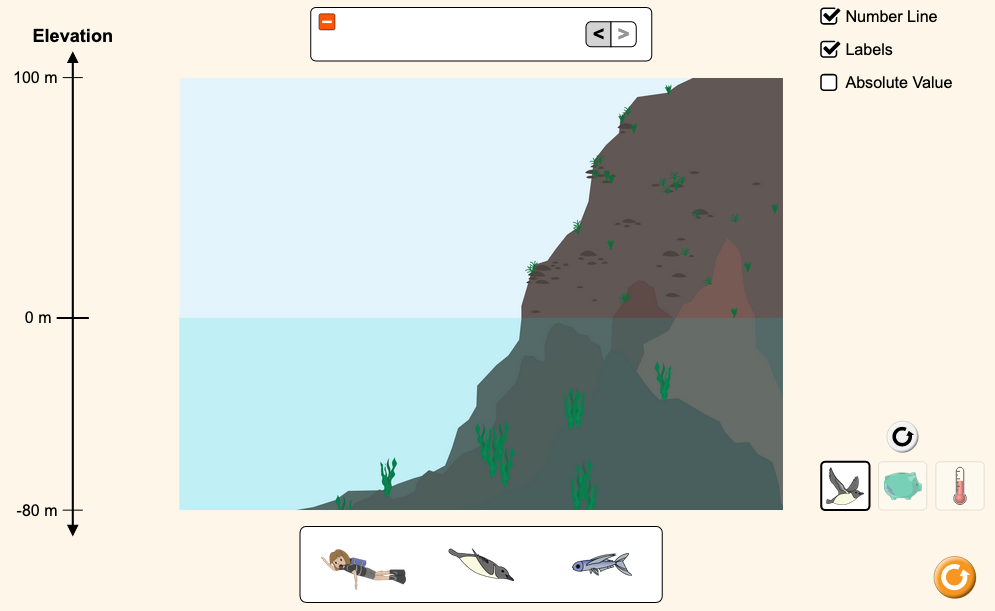 Elevation
100 m
0 m
-80 m
< >
Number Line
Labels
Absolute Value